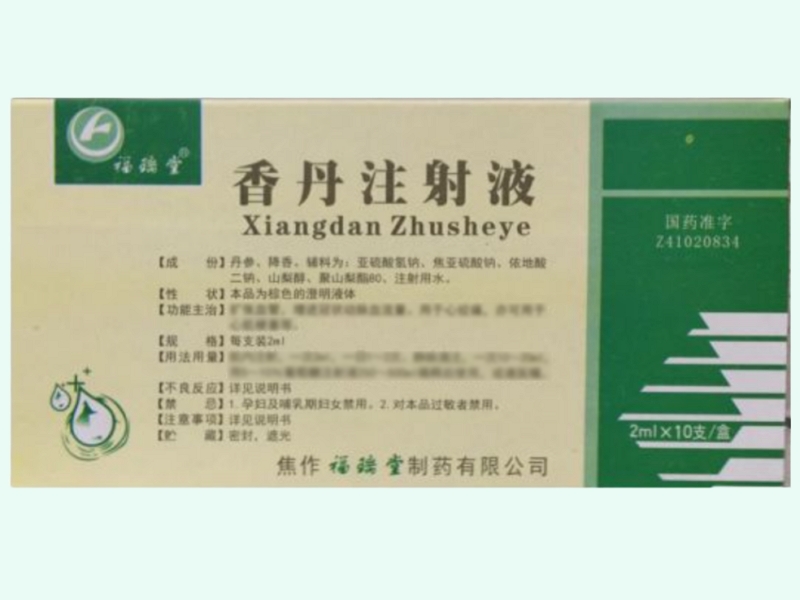 福瑞堂®
香丹注射液
Xiangdan Zhusheye
国药准字
Z41020834
【成 份】丹参、降香、辅料为：亚硫酸氢钠、焦亚硫酸钠、依地酸
二钠、山梨醇、聚山梨酯80、注射用水。
【性 状】本品为棕色的澄明液体
【功能主治】
【规 格】每支装2ml
【用法用量】
【不良反应】详见说明书
【禁 忌】1. 孕妇及哺乳期妇女禁用。2. 对本品过敏者禁用。
【注意事项】详见说明书
【贮 藏】密封，遮光
2ml×10支/盒
焦作福瑞堂制药有限公司